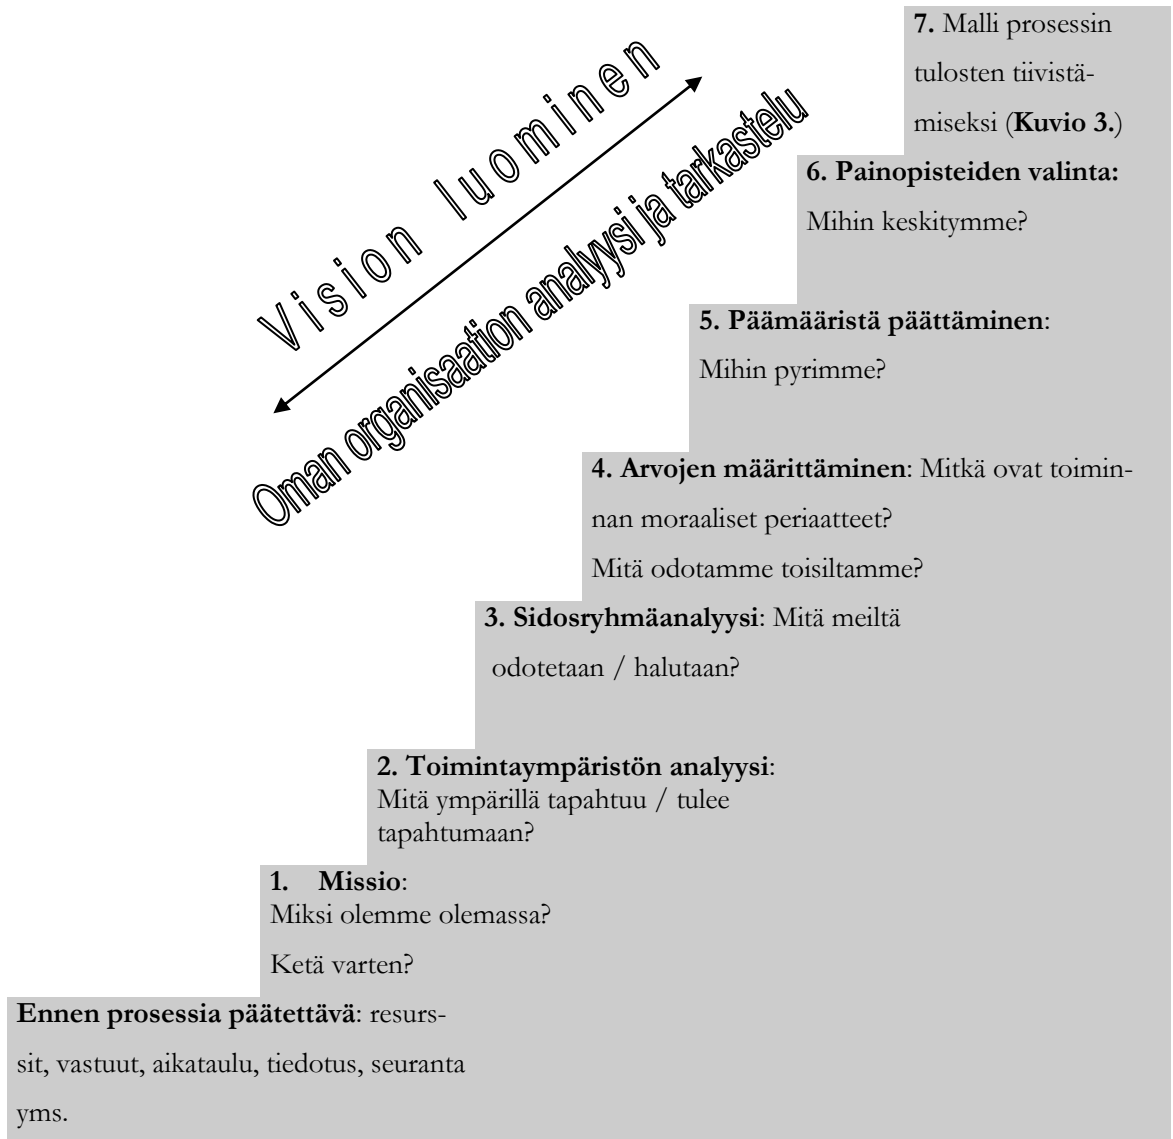 7. Malli prosessin
tulosten tiivistä-
miseksi (Kuvio 3.)
Vision luominen
Oman organisaation analyysi ja tarkastelu
6. Painopisteiden valinta:
Mihin keskitymme?
5. Päämääristä päättäminen:
Mihin pyrimme?
4. Arvojen määrittäminen: Mitkä ovat toimin-
nan moraaliset periaatteet?
Mitä odotamme toisiltamme?
3. Sidosryhmäanalyysi: Mitä meiltä
odotetaan / halutaan?
2. Toimintaympäristön analyysi:
Mitä ympärillä tapahtuu / tulee
tapahtumaan?
1. Missio:
Miksi olemme olemassa?
Ketä varten?
Ennen prosessia päätettävä: resurs-
sit, vastuut, aikataulu, tiedotus, seuranta
yms.